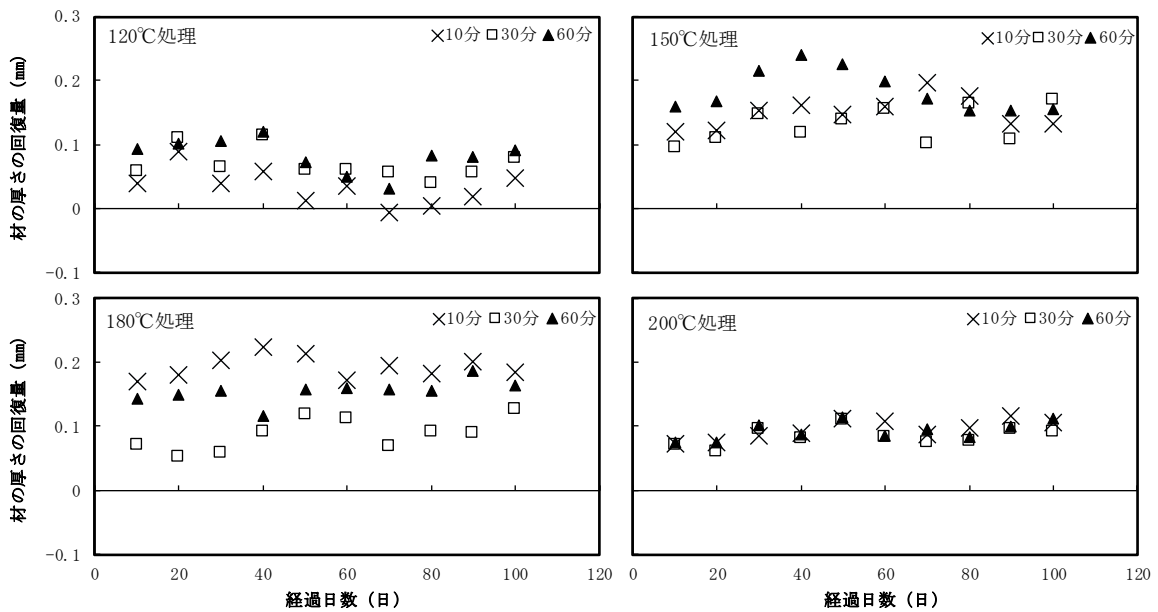 材の厚さの回復量 (mm)
0.3
0.2
0.1
0
-0.1
120℃処理
×10分 □30分 ▲60分
150℃処理
×10分 □30分 ▲60分
材の厚さの回復量 (mm)
0.3
0.2
0.1
0
-0.1
180℃処理
×10分 □30分 ▲60分
200℃処理
×10分 □30分 ▲60分
0 20 40 60 80 100 120
0 20 40 60 80 100 120
経過日数 (日)
経過日数 (日)